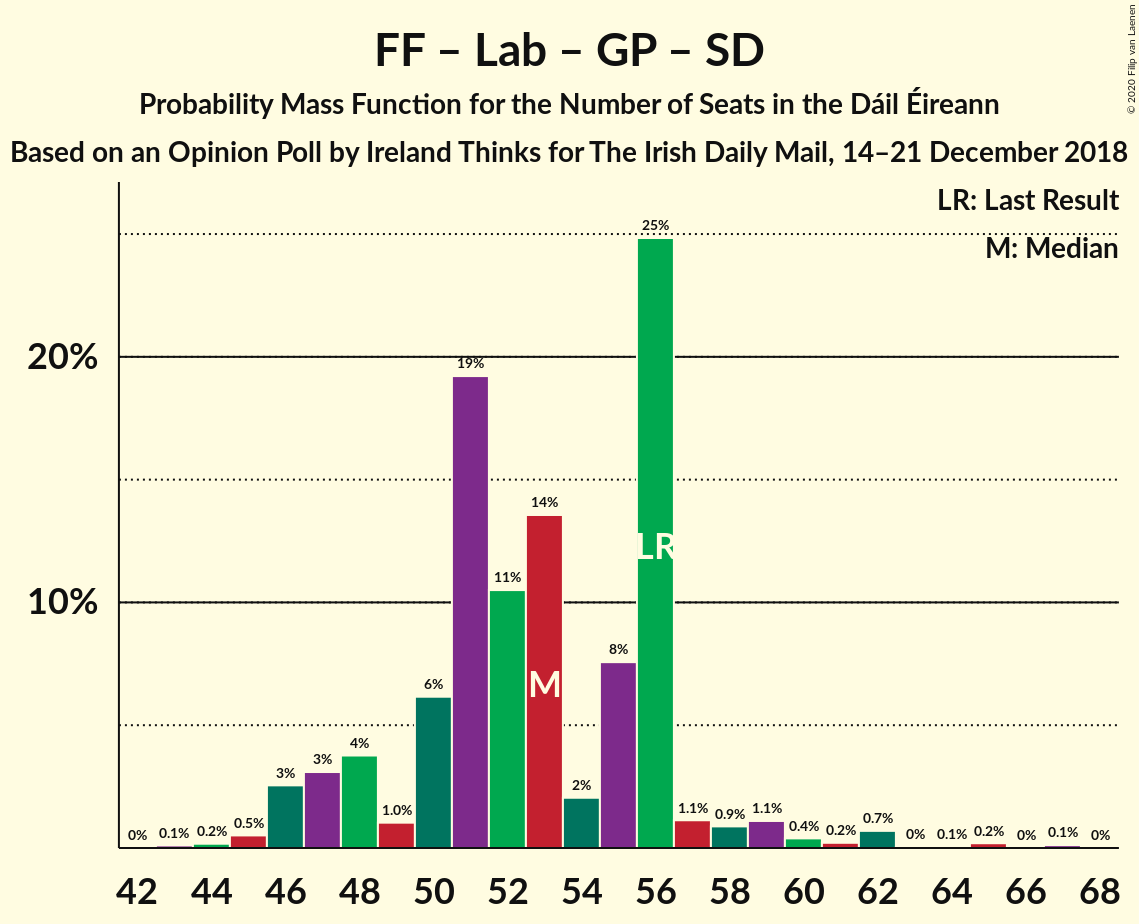 FF – Lab – GP – SD
Probability Mass Function for the Number of Seats in the Dáil Éireann
Based on an Opinion Poll by Ireland Thinks for The Irish Daily Mail, 14–21 December 2018
© 2020 Filip van Laenen
LR: Last Result
M: Median
20%
10%
0% 0.1% 0.2% 0.5% 3% 3% 4% 1.0% 6% 19% 11% 14% 2% 8% 25% 1.1% 0.9% 1.1% 0.4% 0.2% 0.7% 0% 0.1% 0.2% 0% 0.1% 0%
LR
M
42 44 46 48 50 52 54 56 58 60 62 64 66 68